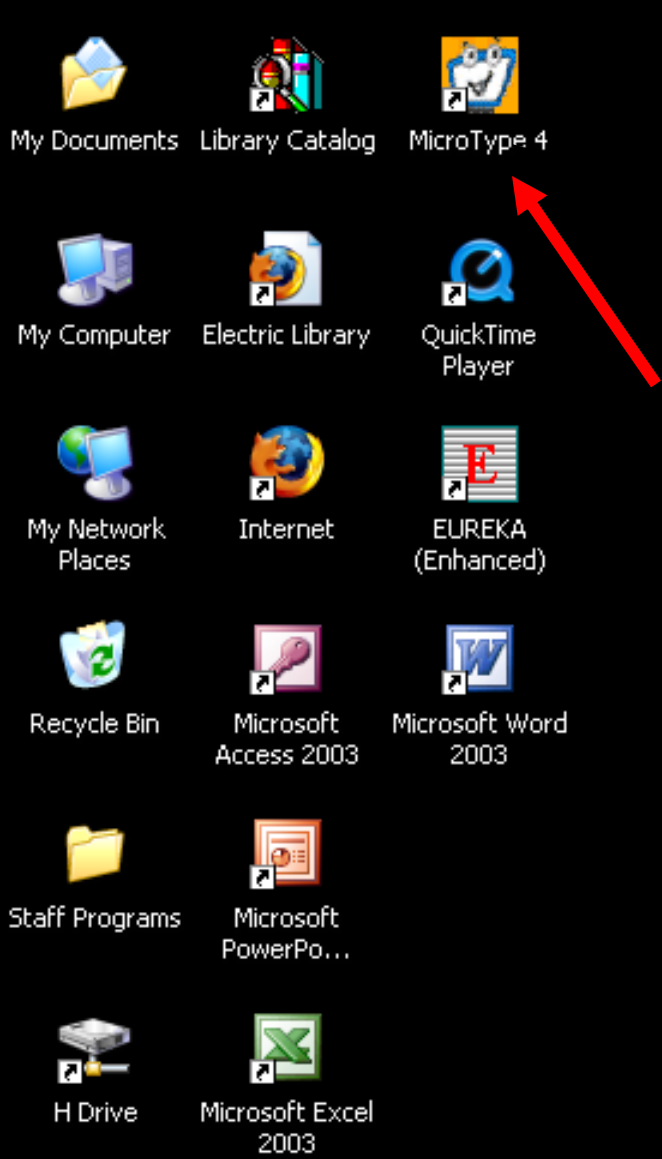 My Documents
Library Catalog
MicroType 4
My Computer
Electric Library
QuickTime
Player
My Network
Places
Internet
E
EUREKA
(Enhanced)
Recycle Bin
Microsoft
Access 2003
W
Microsoft Word
2003
Staff Programs
Microsoft
PowerPo...
H Drive
Microsoft Excel
2003